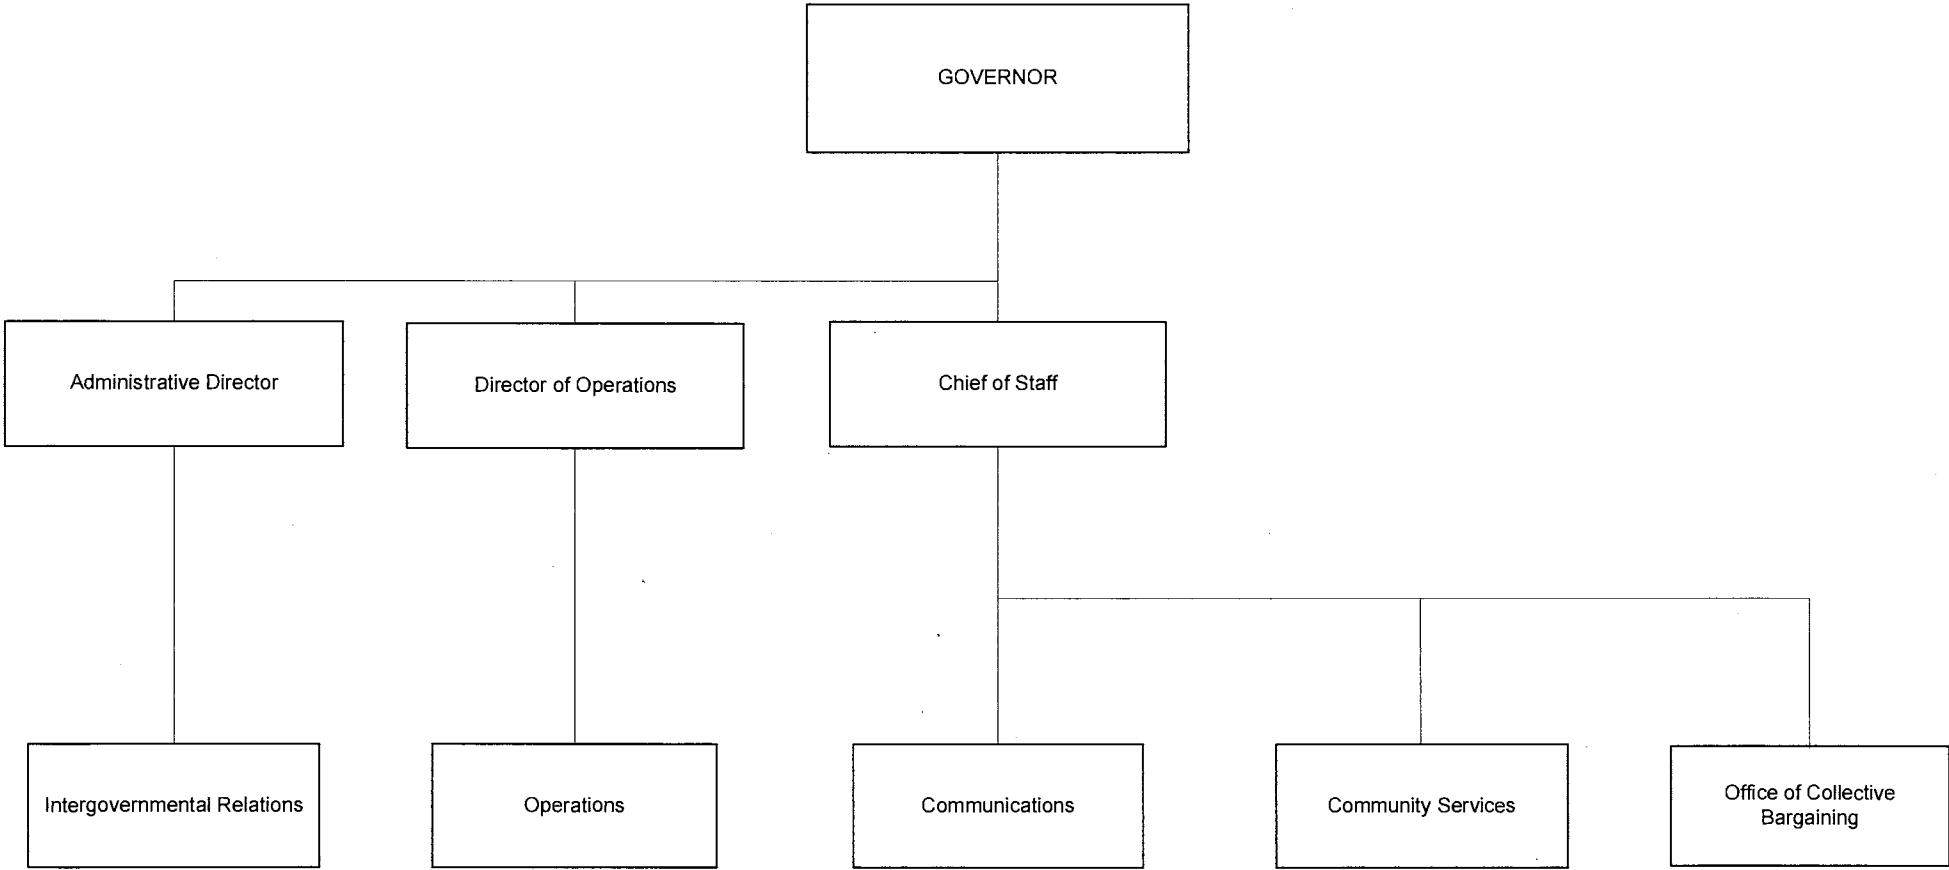 GOVERNOR
Administrative Director
Director of Operations
Chief of Staff
Intergovernmental Relations
Operations
Communications
Community Services
Office of Collective
Bargaining